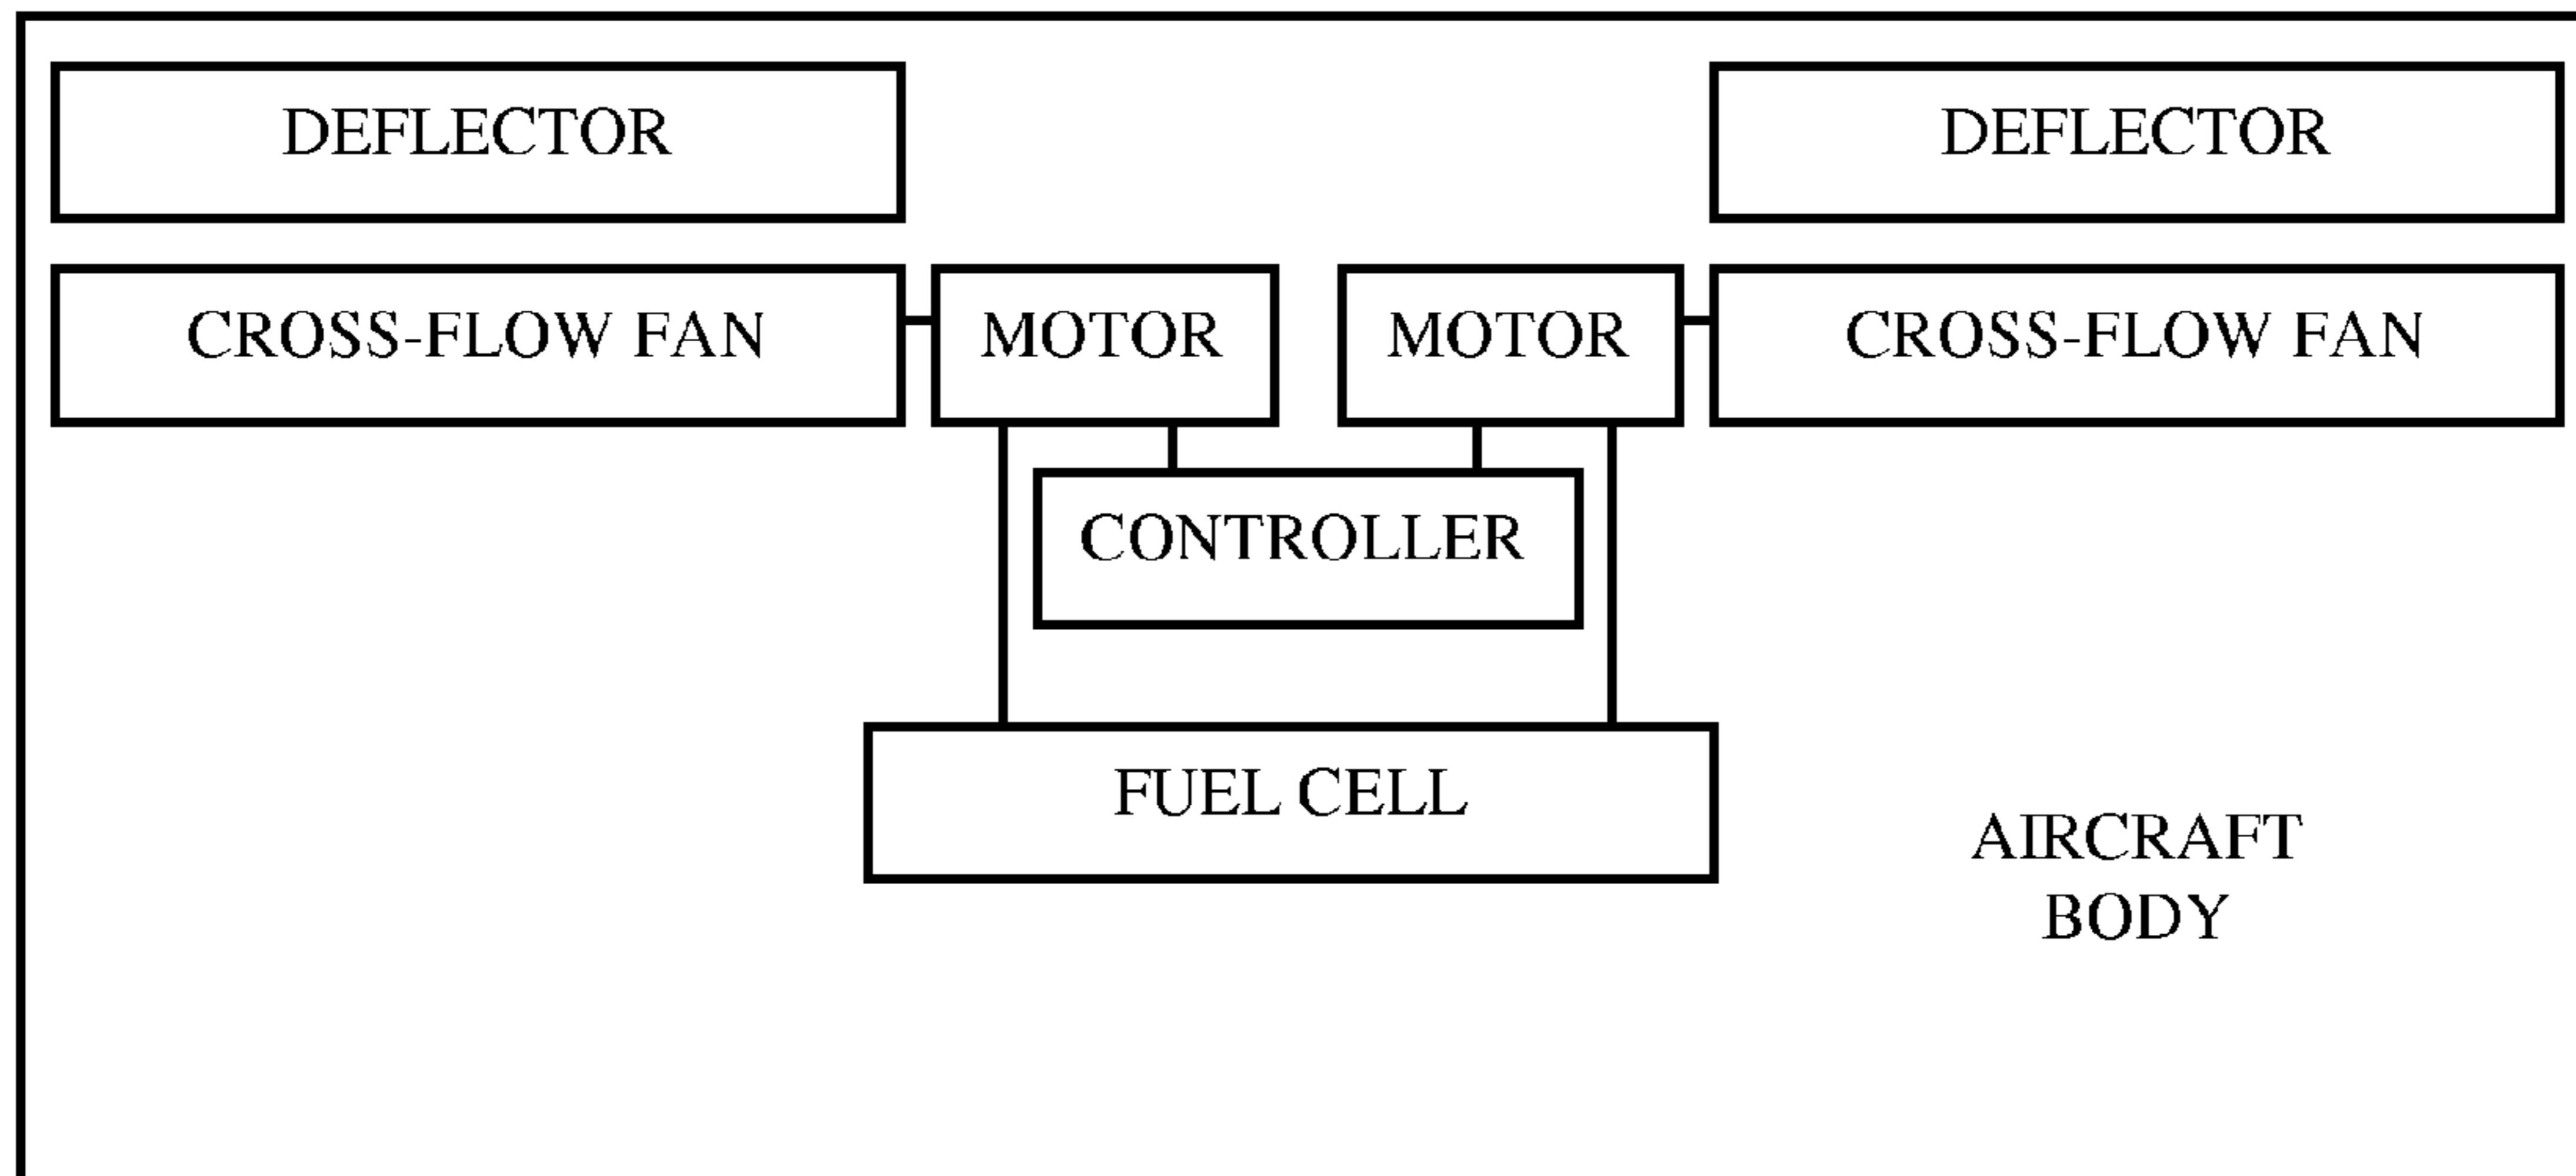 DEFLECTOR
DEFLECTOR
CROSS-FLOW FAN
MOTOR
MOTOR
CROSS-FLOW FAN
CONTROLLER
FUEL CELL
AIRCRAFT
BODY